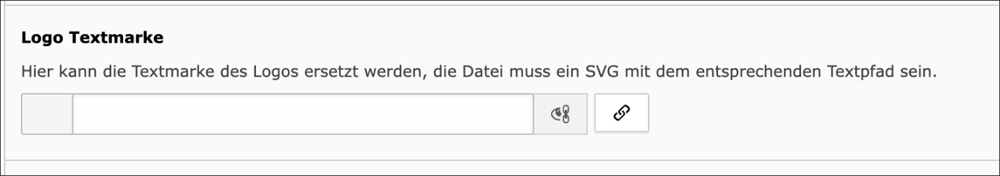 Logo Textmarke
Hier kann die Textmarke des Logos ersetzt werden, die Datei muss ein SVG mit dem entsprechenden Textpfad sein.